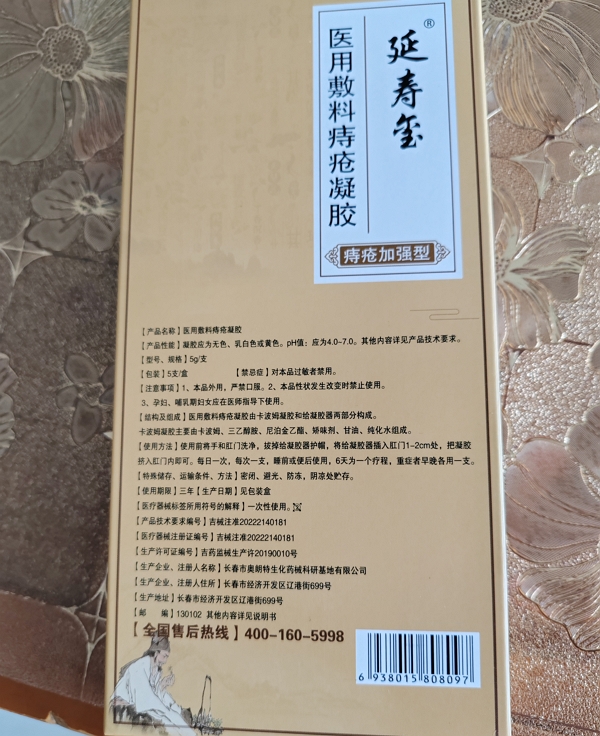 延寿玺®
医用敷料痔疮凝胶
痔疮加强型
【产品名称】医用敷料痔疮凝胶
【产品性能】凝胶应为无色、乳白色或黄色。pH值：应为4.0-7.0。其他内容详见产品技术要求。
【型号、规格】5g/支
【包装】5支/盒 【禁忌症】对本品过敏者禁用。
【注意事项】1、本品外用，严禁口服。2、本品性状发生改变时禁止使用。
3、孕妇、哺乳期妇女应在医师指导下使用。
【结构及组成】医用敷料痔疮凝胶由卡波姆凝胶和给凝胶器两部分构成。
卡波姆凝胶主要由卡波姆、三乙醇胺、尼泊金乙酯、矫味剂、甘油、纯化水组成。
【使用方法】使用前将手和肛门洗净，拔掉给凝胶器护帽，将给凝胶器插入肛门1-2cm处，把凝胶
挤入肛门内即可。每日一次，每次一支，睡前或便后使用，6天为一个疗程，重症者早晚各用一支。
【特殊储存、运输条件、方法】密闭、避光、防冻，阴凉处贮存。
【使用期限】三年【生产日期】见包装盒
【医疗器械标签所用符号的解释】一次性使用。
【产品技术要求编号】吉械注准20222140181
【医疗器械注册证编号】吉械注准20222140181
【生产许可证编号】吉药监械生产许20190010号
【生产企业、注册人名称】长春市奥朗特生化药械科研基地有限公司
【生产企业、注册人住所】长春市经济开发区辽港街699号
【生产地址】长春市经济开发区辽港街699号
【邮 编】130102 其他内容详见说明书
【全国售后热线】400-160-5998
6 938015 808097